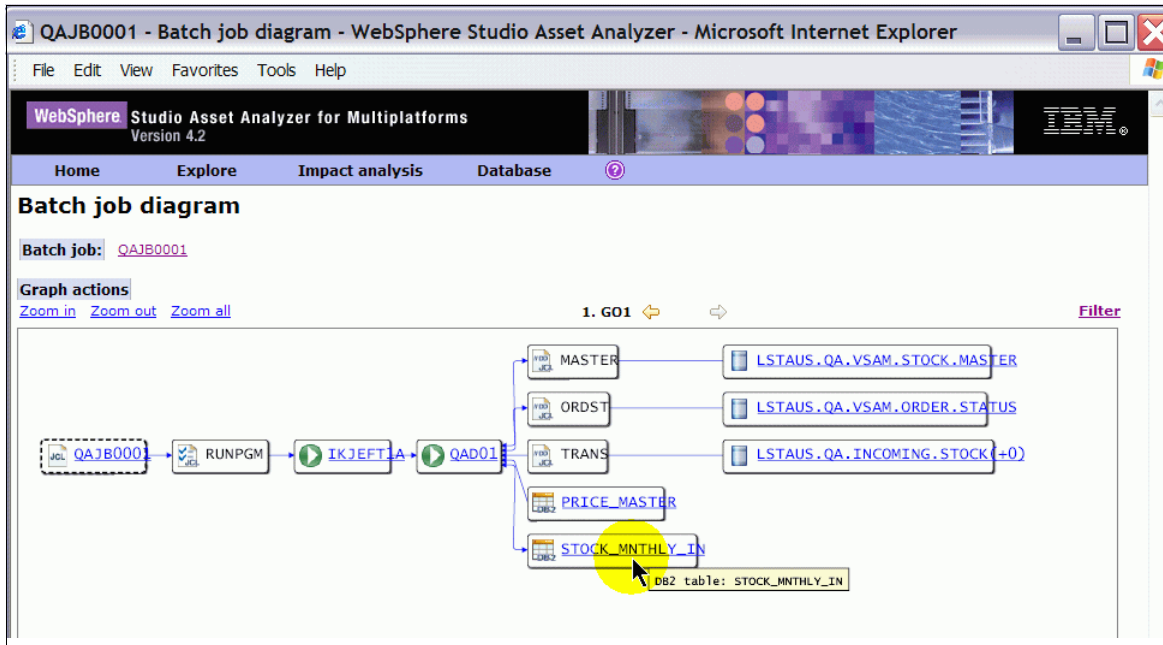 QAJB0001 - Batch job diagram - WebSphere Studio Asset Analyzer - Microsoft Internet Explorer
File Edit View Favorites Tools Help
WebSphere. Studio Asset Analyzer for Multiplatforms
Version 4.2
IBM®
Home Explore Impact analysis Database ?
Batch job diagram
Batch job: QAJB0001
Graph actions
Zoom in Zoom out Zoom all 1. GO1 Filter
MASTER LSTAUS.QA.VSAM.STOCK.MASTER
ORDST LSTAUS.QA.VSAM.ORDER.STATUS
JCL QAJB0001 RUNPGM IKJEFT1A QAD01 TRANS LSTAUS.QA.INCOMING.STOCK(+0)
DB2 PRICE_MASTER
DB2 STOCK_MNTHLY_IN
DB2 table: STOCK_MNTHLY_IN